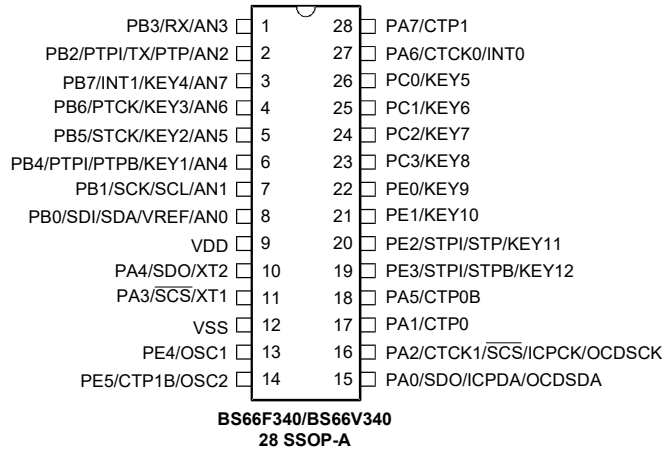 PB3/RX/AN3 1 28 PA7/CTP1
PB2/PTPI/TX/PTP/AN2 2 27 PA6/CTCK0/INT0
PB7/INT1/KEY4/AN7 3 26 PC0/KEY5
PB6/PTCK/KEY3/AN6 4 25 PC1/KEY6
PB5/STCK/KEY2/AN5 5 24 PC2/KEY7
PB4/PTPI/PTPB/KEY1/AN4 6 23 PC3/KEY8
PB1/SCK/SCL/AN1 7 22 PE0/KEY9
PB0/SDI/SDA/VREF/AN0 8 21 PE1/KEY10
VDD 9 20 PE2/STPI/STP/KEY11
PA4/SDO/XT2 10 19 PE3/STPI/STPB/KEY12
PA3/S̅C̅S̅/XT1 11 18 PA5/CTP0B
VSS 12 17 PA1/CTP0
PE4/OSC1 13 16 PA2/CTCK1/S̅C̅S̅/ICPCK/OCDSCK
PE5/CTP1B/OSC2 14 15 PA0/SDO/ICPDA/OCDSDA
BS66F340/BS66V340
28 SSOP-A